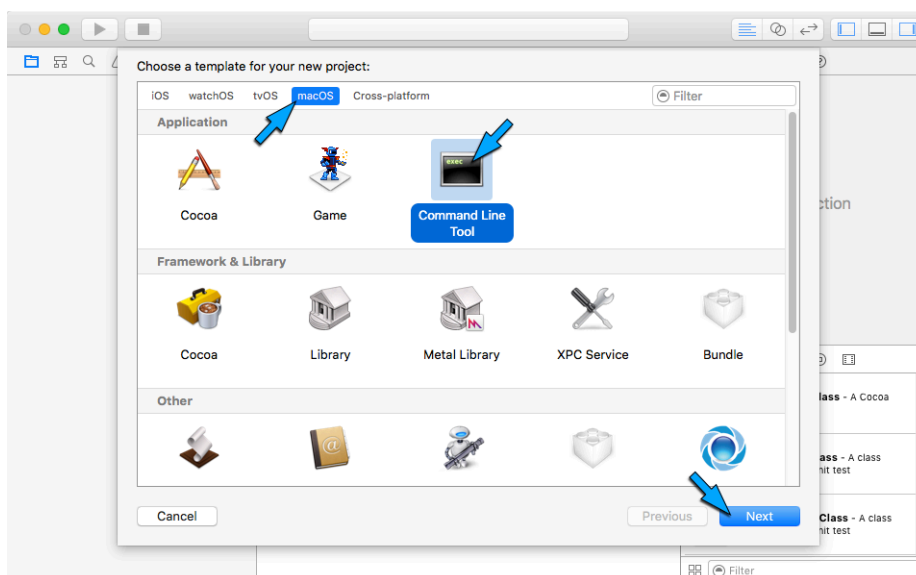 Choose a template for your new project:
iOS watchOS tvOS macOS Cross-platform
Filter
Application
exec
Cocoa Game Command Line
Tool
ction
Framework & Library
Cocoa Library Metal Library XPC Service Bundle
Other
@
lass - A Cocoa
ass - A class
nit test
Cancel Previous Next
Class - A class
nit test
Filter